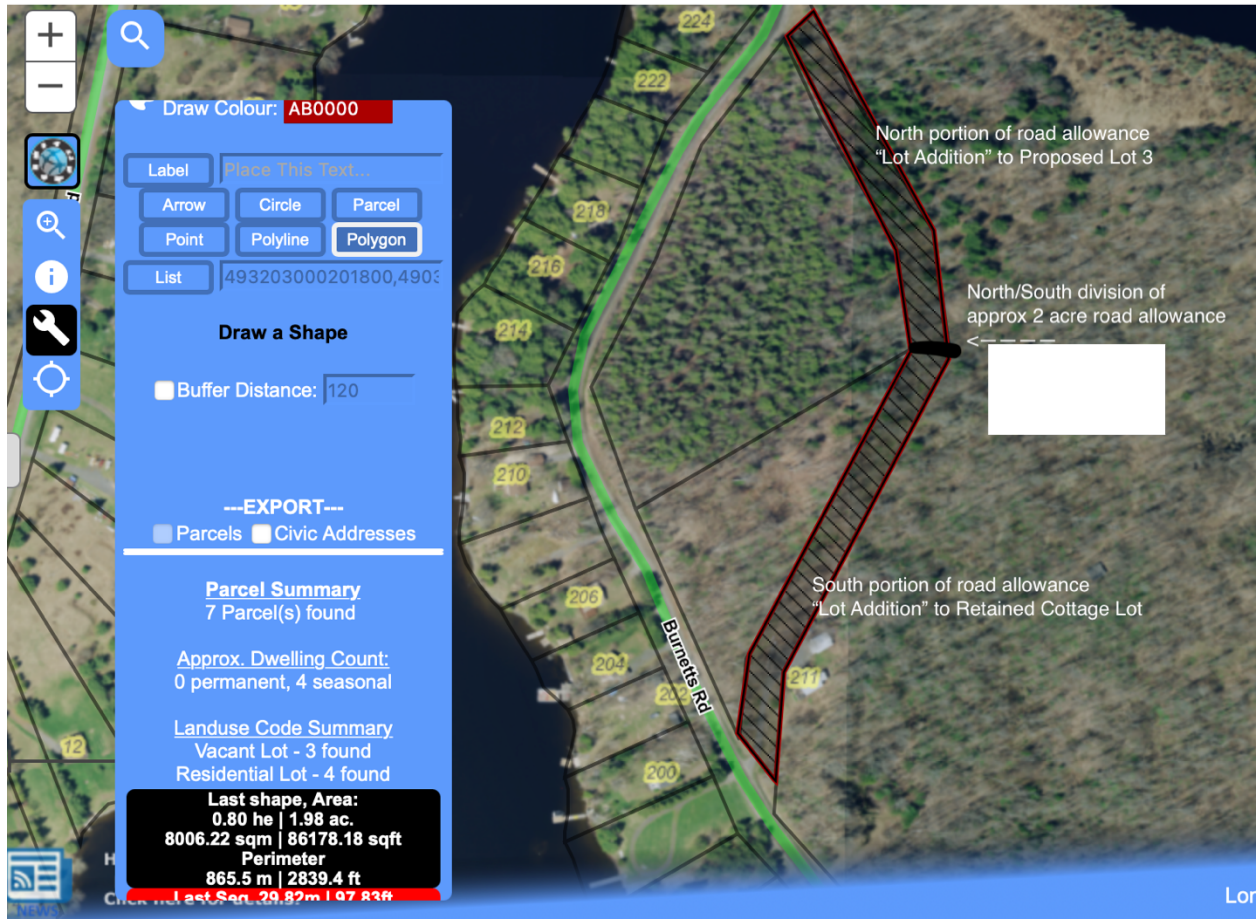 +
−
Draw Colour: AB0000
Label Place This Text...
Arrow Circle Parcel
Point Polyline Polygon
List 493203000201800,4903
Draw a Shape
Buffer Distance: 120
---EXPORT---
Parcels Civic Addresses
Parcel Summary
7 Parcel(s) found
Approx. Dwelling Count:
0 permanent, 4 seasonal
Landuse Code Summary
Vacant Lot - 3 found
Residential Lot - 4 found
Last shape, Area:
0.80 he | 1.98 ac.
8006.22 sqm | 86178.18 sqft
Perimeter
865.5 m | 2839.4 ft
Last Seg. 29.82m | 97.83ft
NEWS
12
224
222
218
216
214
212
210
206
204
202
200
211
Burnetts Rd
North portion of road allowance
“Lot Addition” to Proposed Lot 3
North/South division of
approx 2 acre road allowance
<-----
South portion of road allowance
“Lot Addition” to Retained Cottage Lot
Lor